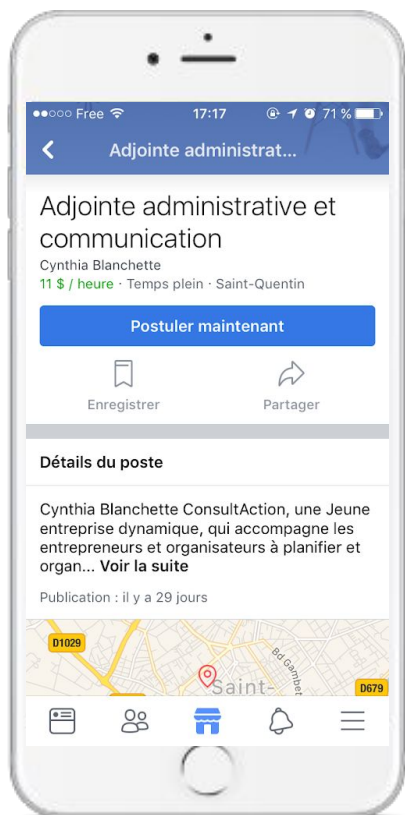 Free 17:17 71 %
Adjointe administrat...
Adjointe administrative et
communication
Cynthia Blanchette
11 $ / heure · Temps plein · Saint-Quentin
Postuler maintenant
Enregistrer Partager
Détails du poste
Cynthia Blanchette ConsultAction, une Jeune
entreprise dynamique, qui accompagne les
entrepreneurs et organisateurs à planifier et
organ... Voir la suite
Publication : il y a 29 jours
D1029
Bd Gambet
Saint-
D679